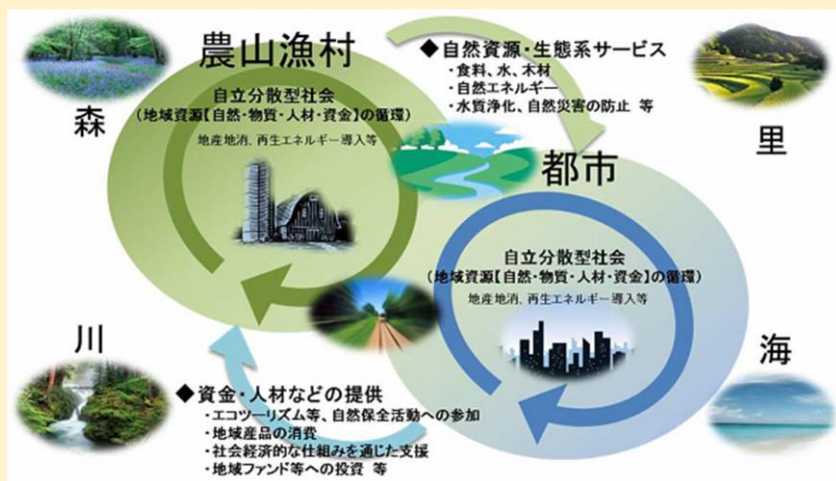 農山漁村
自立分散型社会
(地域資源【自然・物質・人材・資金】の循環)
地産地消、再生エネルギー導入等
◆自然資源・生態系サービス
・食料、水、木材
・自然エネルギー
・水質浄化、自然災害の防止 等
森
里
都市
自立分散型社会
(地域資源【自然・物質・人材・資金】の循環)
地産地消、再生エネルギー導入等
川
海
◆資金・人材などの提供
・エコツーリズム等、自然保全活動への参加
・地域産品の消費
・社会経済的な仕組みを通じた支援
・地域ファンド等への投資 等